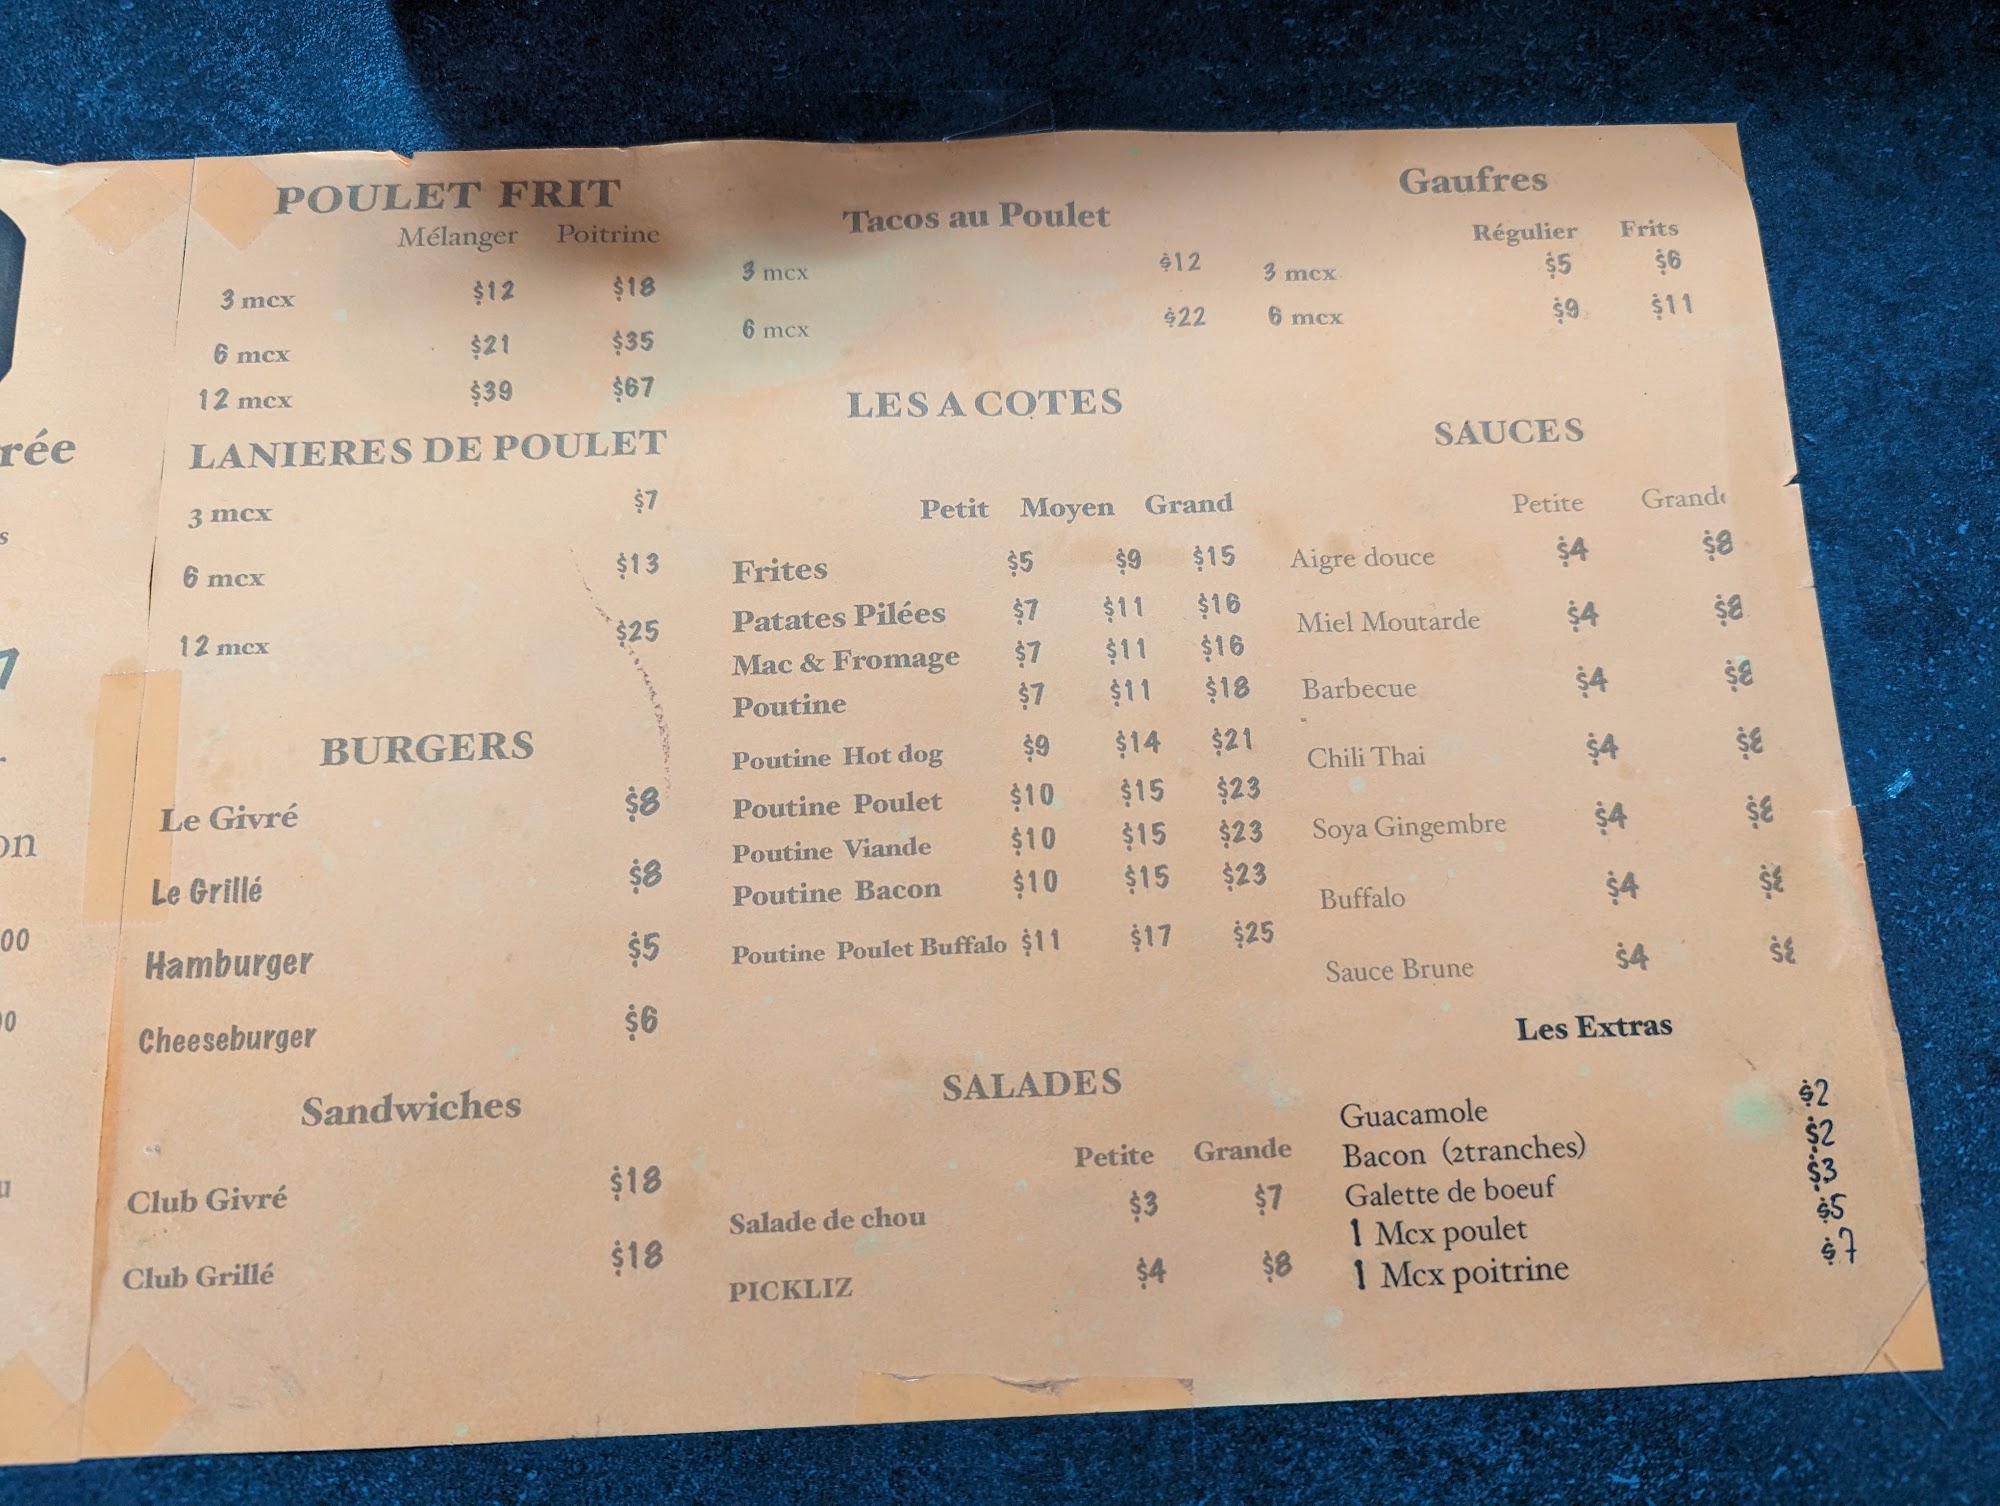 rée
s
7
on
00
00
u
POULET FRIT
Mélanger Poitrine
3 mcx $12 $18
6 mcx $21 $35
12 mcx $39 $67
LANIERES DE POULET
3 mcx $7
6 mcx $13
12 mcx $25
BURGERS
Le Givré $8
Le Grillé $8
Hamburger $5
Cheeseburger $6
Sandwiches
Club Givré $18
Club Grillé $18
Tacos au Poulet
3 mcx $12
6 mcx $22
LES A COTES
Petit Moyen Grand
Frites $5 $9 $15
Patates Pilées $7 $11 $16
Mac & Fromage $7 $11 $16
Poutine $7 $11 $18
Poutine Hot dog $9 $14 $21
Poutine Poulet $10 $15 $23
Poutine Viande $10 $15 $23
Poutine Bacon $10 $15 $23
Poutine Poulet Buffalo $11 $17 $25
SALADES
Petite Grande
Salade de chou $3 $7
PICKLIZ $4 $8
Gaufres
Régulier Frits
3 mcx $5 $6
6 mcx $9 $11
SAUCES
Petite Grande
Aigre douce $4 $8
Miel Moutarde $4 $8
Barbecue $4 $8
Chili Thai $4 $8
Soya Gingembre $4 $8
Buffalo $4 $8
Sauce Brune $4 $8
Les Extras
Guacamole $2
Bacon (2tranches) $2
Galette de boeuf $3
1 Mcx poulet $5
1 Mcx poitrine $7